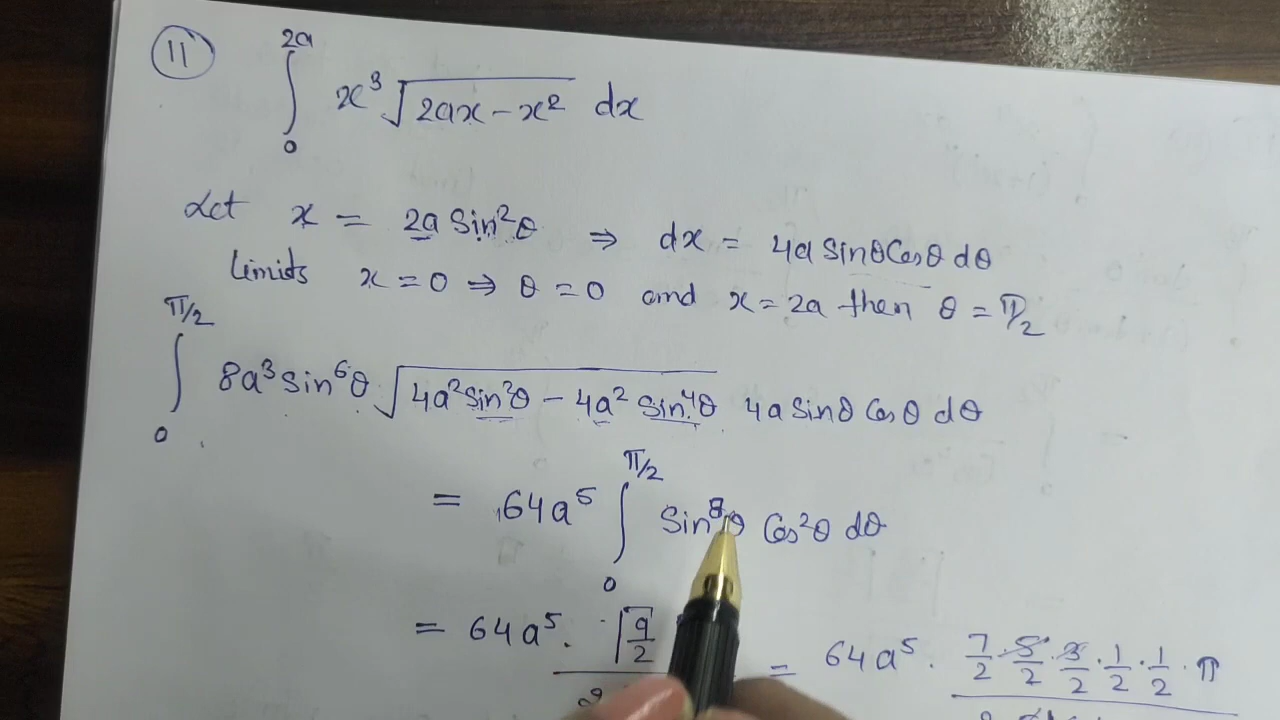 11
∫₀^{2a} x³ √(2ax − x²) dx
Let x = 2a Sin²θ ⇒ dx = 4a Sinθ Cosθ dθ
Limits x = 0 ⇒ θ = 0 and x = 2a then θ = π/2
∫₀^{π/2} 8a³ sin⁶θ √(4a² sin²θ − 4a² sin⁴θ) 4a Sinθ Cosθ dθ
= 64a⁵ ∫₀^{π/2} Sin⁸θ Cos²θ dθ
= 64a⁵ . Γ9/2
= 64a⁵ . 7/2 · 5/2 · 3/2 · 1/2 · 1/2 · π